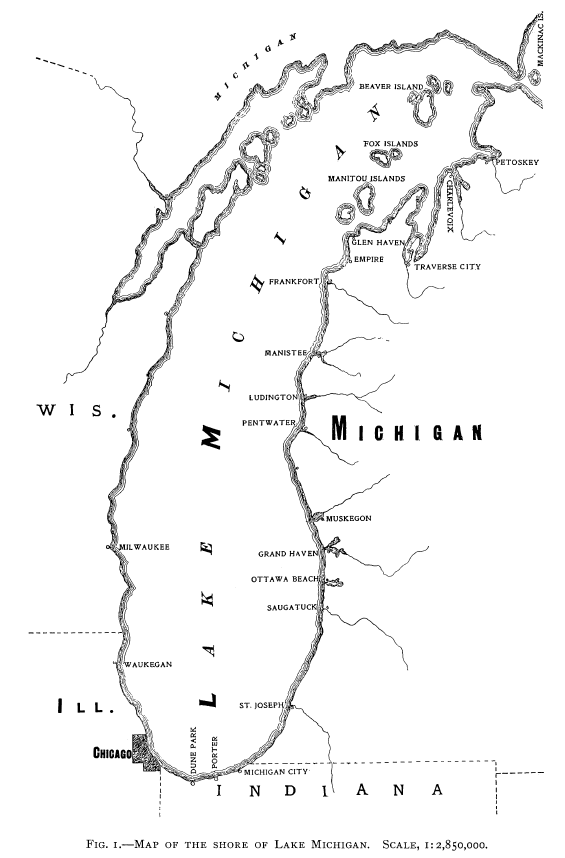 MACKINAC IS.
MICHIGAN
BEAVER ISLAND
FOX ISLANDS
PETOSKEY
MANITOU ISLANDS
CHARLEVOIX
GLEN HAVEN
EMPIRE
TRAVERSE CITY
FRANKFORT
MANISTEE
LUDINGTON
WIS.
PENTWATER
MICHIGAN
LAKE MICHIGAN
MUSKEGON
MILWAUKEE
GRAND HAVEN
OTTAWA BEACH
SAUGATUCK
WAUKEGAN
ILL.
ST. JOSEPH
CHICAGO
DUNE PARK
PORTER
MICHIGAN CITY
INDIANA
FIG. 1.—MAP OF THE SHORE OF LAKE MICHIGAN. SCALE, 1:2,850,000.